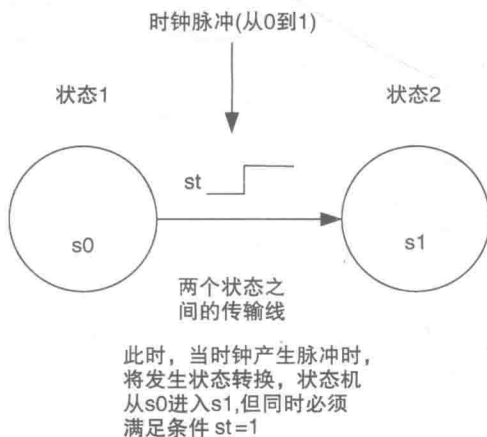 时钟脉冲(从0到1)
状态1
状态2
st
s0
s1
两个状态之
间的传输线
此时，当时钟产生脉冲时，
将发生状态转换，状态机
从s0进入s1,但同时必须
满足条件 st=1